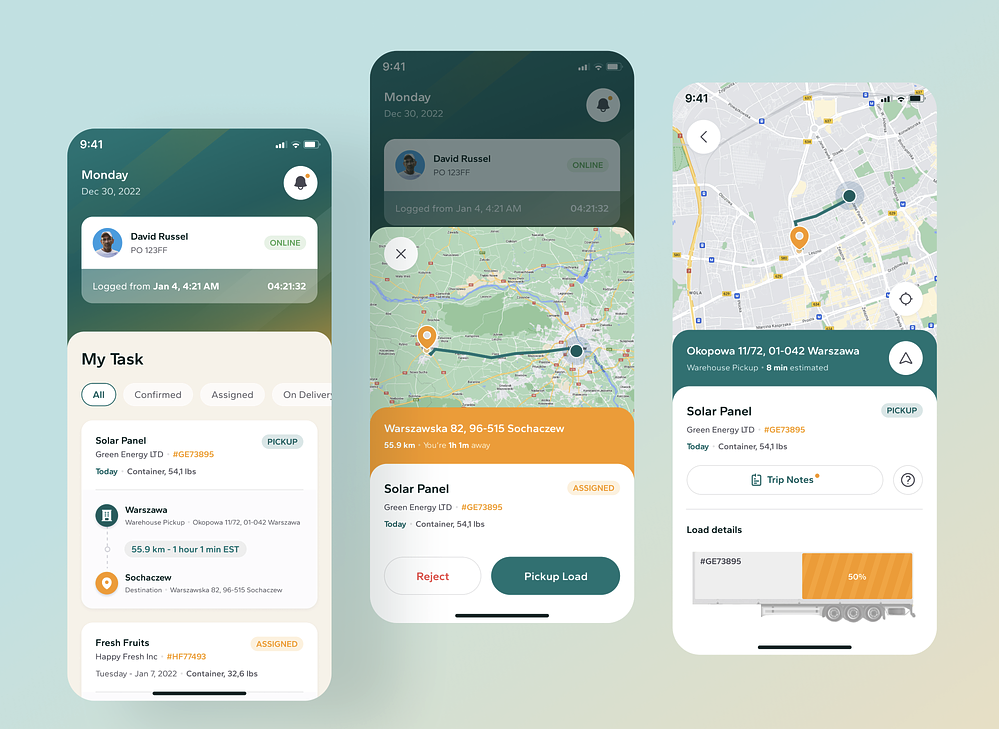 9:41
Monday
Dec 30, 2022
David Russel
PO 123FF
ONLINE
Logged from Jan 4, 4:21 AM
04:21:32
My Task
All
Confirmed
Assigned
On Delivery
Solar Panel
PICKUP
Green Energy LTD · #GE73895
Today · Container, 54,1 lbs
Warszawa
Warehouse Pickup · Okopowa 11/72, 01-042 Warszawa
55.9 km - 1 hour 1 min EST
Sochaczew
Destination · Warszawska 82, 96-515 Sochaczew
Fresh Fruits
ASSIGNED
Happy Fresh Inc · #HF77493
Tuesday - Jan 7, 2022 · Container, 32,6 lbs
9:41
Monday
Dec 30, 2022
David Russel
PO 123FF
ONLINE
Logged from Jan 4, 4:21 AM
04:21:32
Warszawska 82, 96-515 Sochaczew
55.9 km · You're 1h 1m away
Solar Panel
ASSIGNED
Green Energy LTD · #GE73895
Today · Container, 54,1 lbs
Reject
Pickup Load
9:41
WOLA
Okopowa 11/72, 01-042 Warszawa
Warehouse Pickup · 8 min estimated
Solar Panel
PICKUP
Green Energy LTD · #GE73895
Today · Container, 54,1 lbs
Trip Notes
Load details
#GE73895
50%